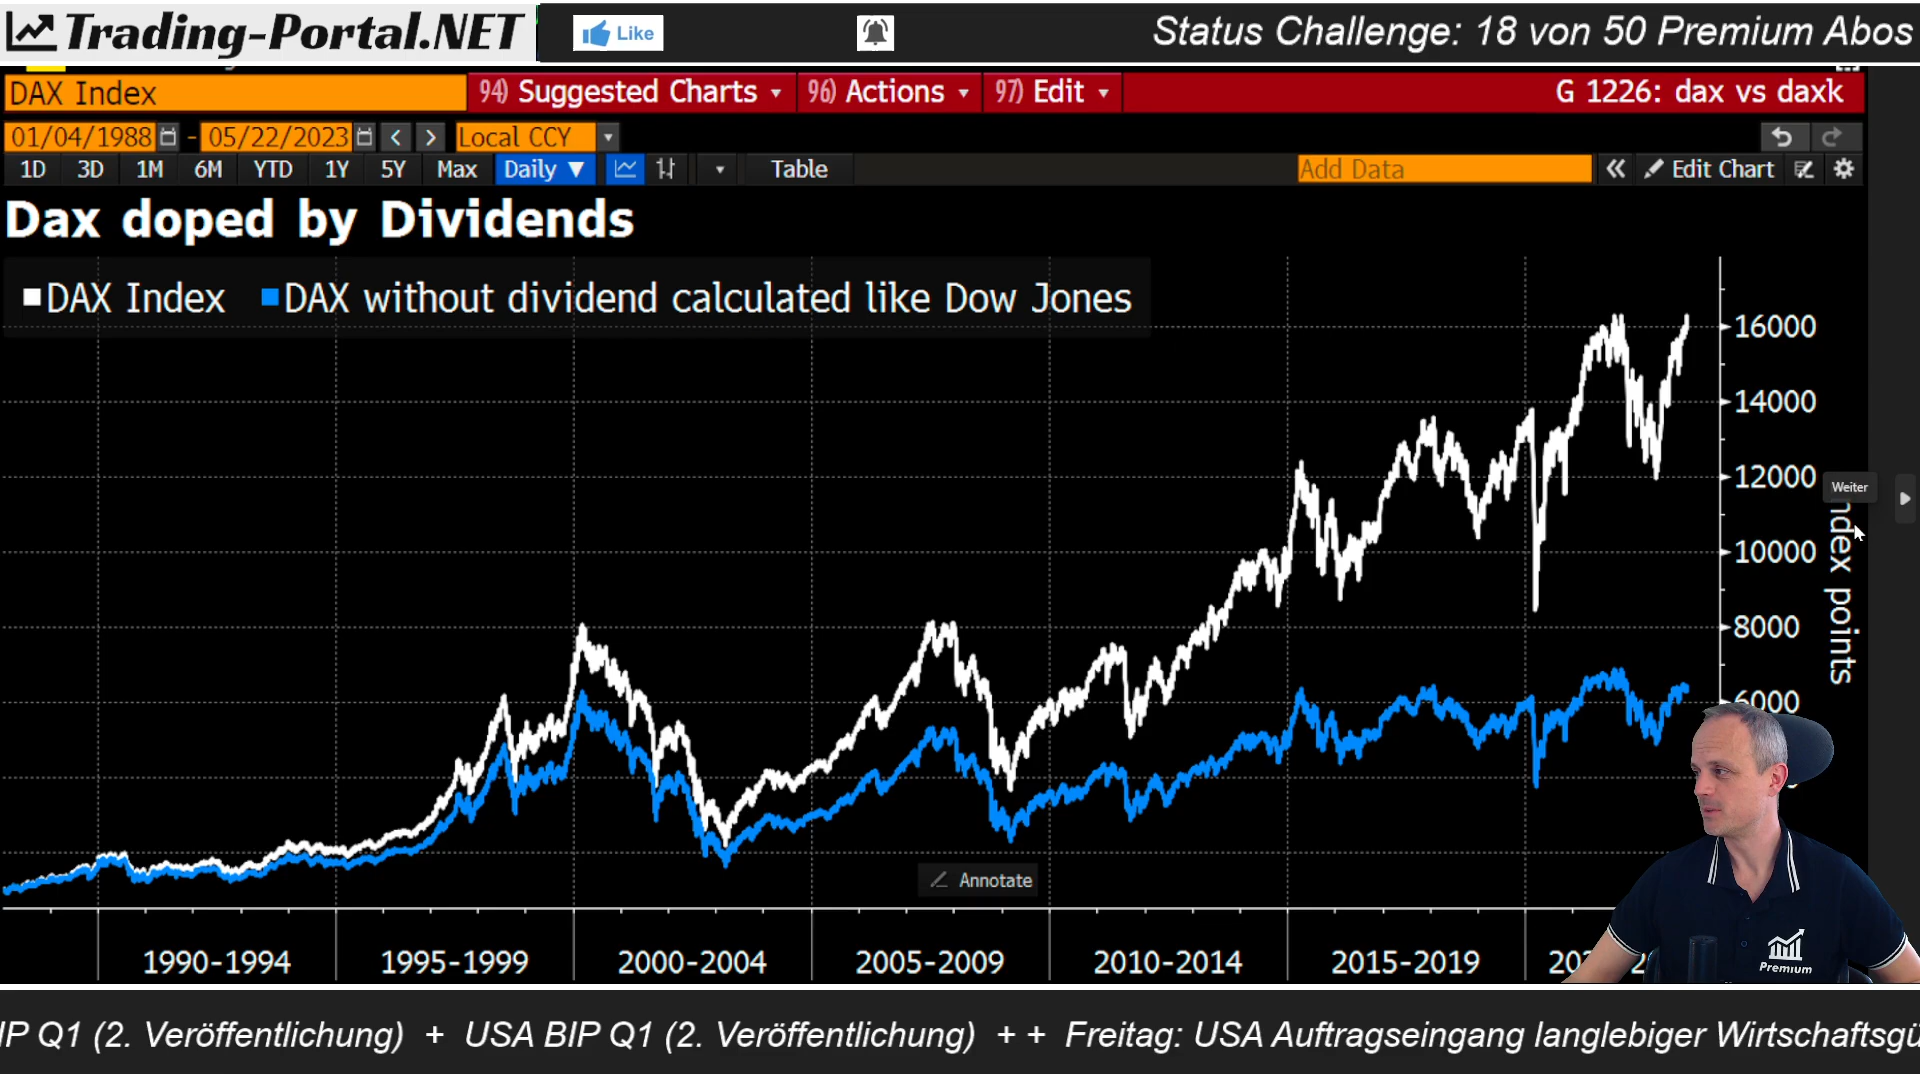 Trading-Portal.NET
Like
Status Challenge: 18 von 50 Premium Abos
DAX Index
94) Suggested Charts
96) Actions
97) Edit
G 1226: dax vs daxk
01/04/1988 - 05/22/2023
Local CCY
1D 3D 1M 6M YTD 1Y 5Y Max Daily ▼ Table
Add Data
« Edit Chart
Dax doped by Dividends
DAX Index
DAX without dividend calculated like Dow Jones
16000
14000
12000
10000
8000
6000
Weiter
ndex points
Annotate
1990-1994
1995-1999
2000-2004
2005-2009
2010-2014
2015-2019
Premium
IP Q1 (2. Veröffentlichung) + USA BIP Q1 (2. Veröffentlichung) + + Freitag: USA Auftragseingang langlebiger Wirtschaftsgü